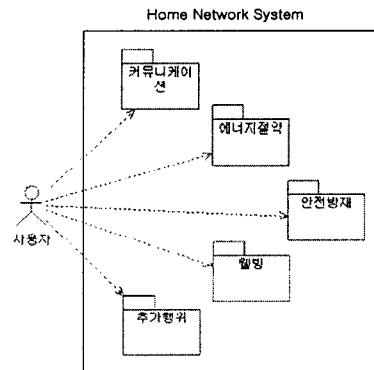 Home Network System
커뮤니케이
션
에너지절약
안전방재
사용자
웰빙
추가행위